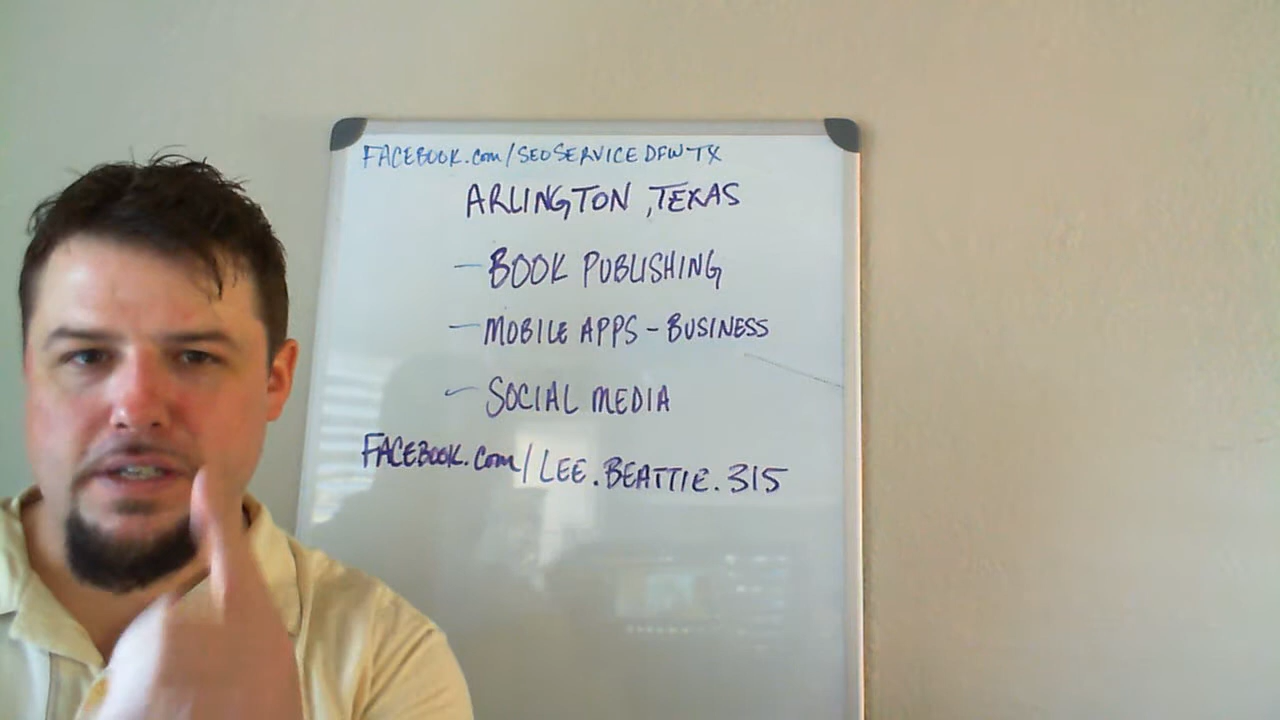 FACEBOOK.com/SEOSERVICEDFWTX
ARLINGTON, TEXAS
- BOOK PUBLISHING
- MOBILE APPS - BUSINESS
- SOCIAL MEDIA
FACEBOOK.com/LEE.BEATTIE.315